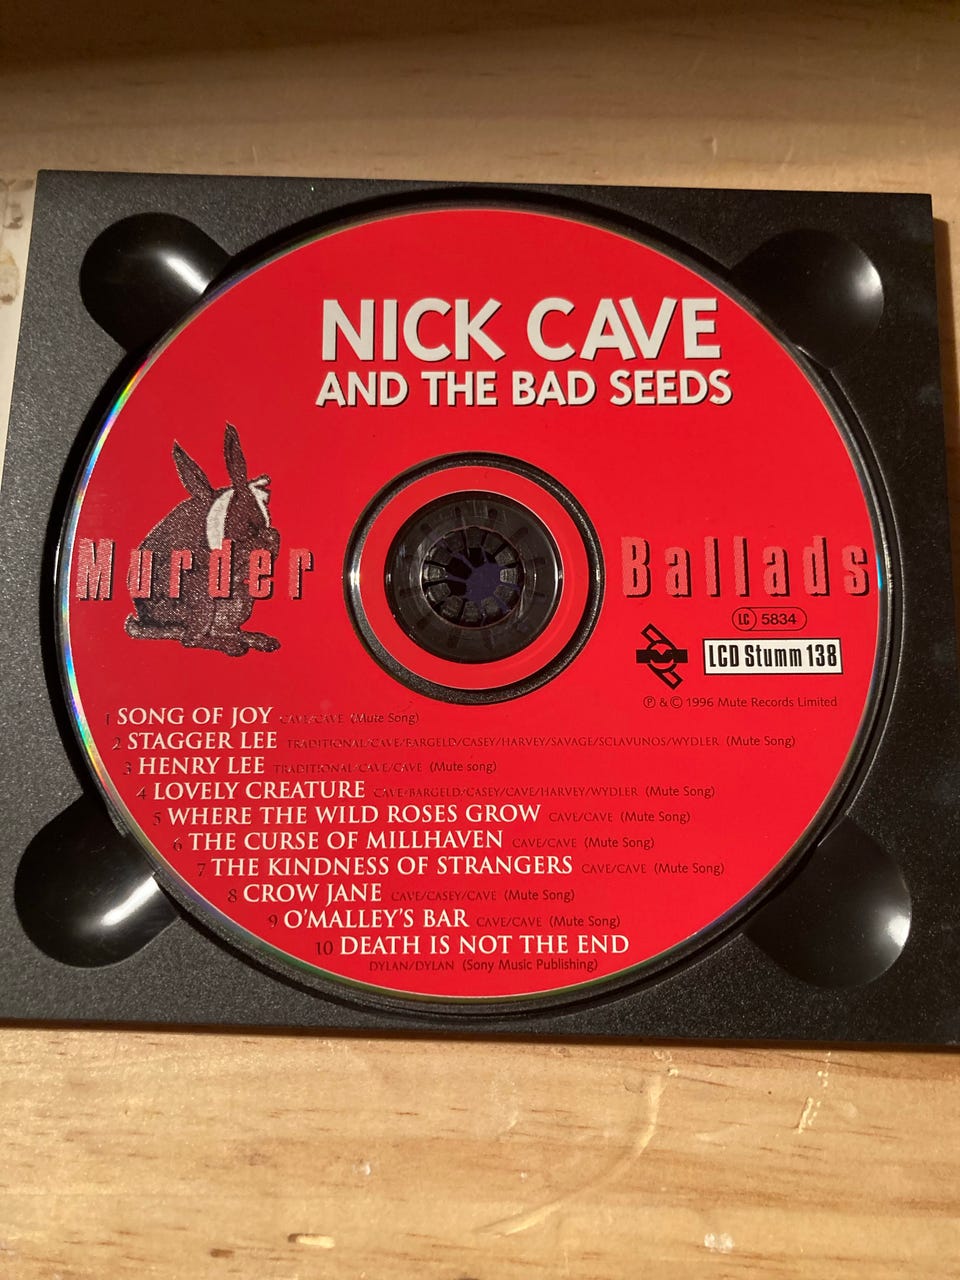 NICK CAVE
AND THE BAD SEEDS
Murder Ballads
LC 5834
LCD Stumm 138
℗ & © 1996 Mute Records Limited
1 SONG OF JOY CAVE/CAVE (Mute Song)
2 STAGGER LEE TRADITIONAL/CAVE/BARGELD/CASEY/HARVEY/SAVAGE/SCLAVUNOS/WYDLER (Mute Song)
3 HENRY LEE TRADITIONAL/CAVE/CAVE (Mute song)
4 LOVELY CREATURE CAVE/BARGELD/CASEY/CAVE/HARVEY/WYDLER (Mute Song)
5 WHERE THE WILD ROSES GROW CAVE/CAVE (Mute Song)
6 THE CURSE OF MILLHAVEN CAVE/CAVE (Mute Song)
7 THE KINDNESS OF STRANGERS CAVE/CAVE (Mute Song)
8 CROW JANE CAVE/CASEY/CAVE (Mute Song)
9 O'MALLEY'S BAR CAVE/CAVE (Mute Song)
10 DEATH IS NOT THE END
DYLAN/DYLAN (Sony Music Publishing)